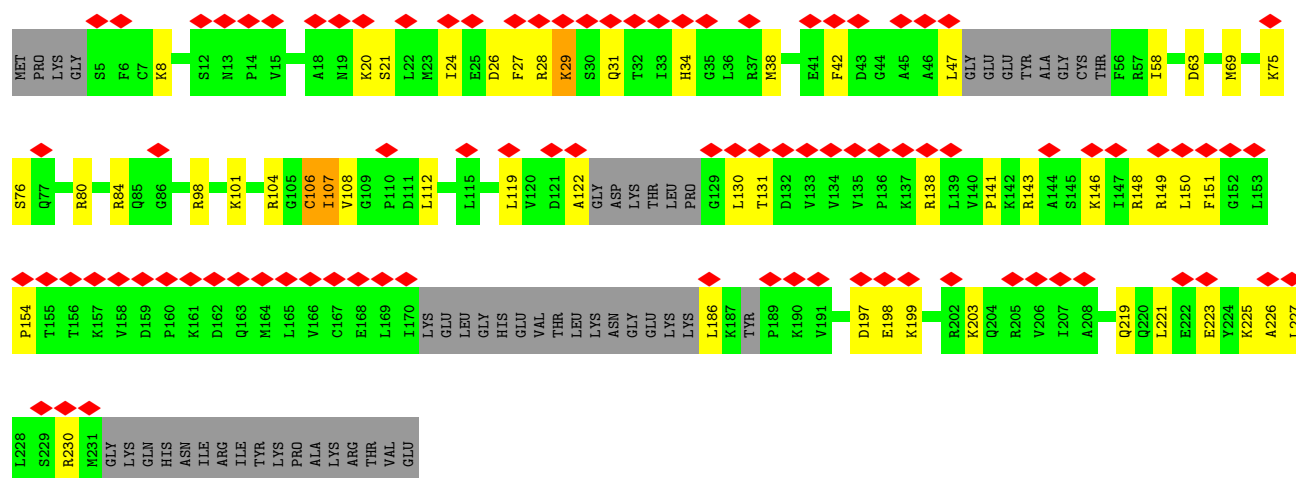 MET PRO LYS GLY S5 F6 C7 K8 S12 N13 P14 V15 A18 N19 K20 S21 L22 M23 I24 E25 D26 F27 R28 K29 S30 Q31 T32 I33 H34 G35 L36 R37 M38 E41 F42 D43 G44 A45 A46 L47 GLY GLU GLU TYR ALA GLY CYS THR F56 R57 I58 D63 M69 K75
S76 Q77 R80 R84 Q85 G86 R98 K101 R104 G105 C106 I107 V108 G109 P110 D111 L112 L115 L119 V120 D121 A122 GLY ASP LYS THR LEU PRO G129 L130 T131 D132 V133 V134 V135 P136 K137 R138 L139 V140 P141 K142 R143 A144 S145 K146 I147 R148 R149 L150 F151 G152 L153
P154 T155 T156 K157 V158 D159 P160 K161 D162 Q163 M164 L165 V166 C167 E168 L169 I170 LYS GLU LEU GLY HIS GLU VAL THR LEU LYS ASN GLY GLU LYS LYS L186 K187 TYR P189 K190 V191 D197 E198 K199 R202 K203 Q204 R205 V206 I207 A208 Q219 Q220 L221 E222 E223 Y224 K225 A226 L227
L228 S229 R230 M231 GLY LYS GLN HIS ASN ILE ARG ILE TYR LYS PRO ALA LYS ARG THR VAL GLU